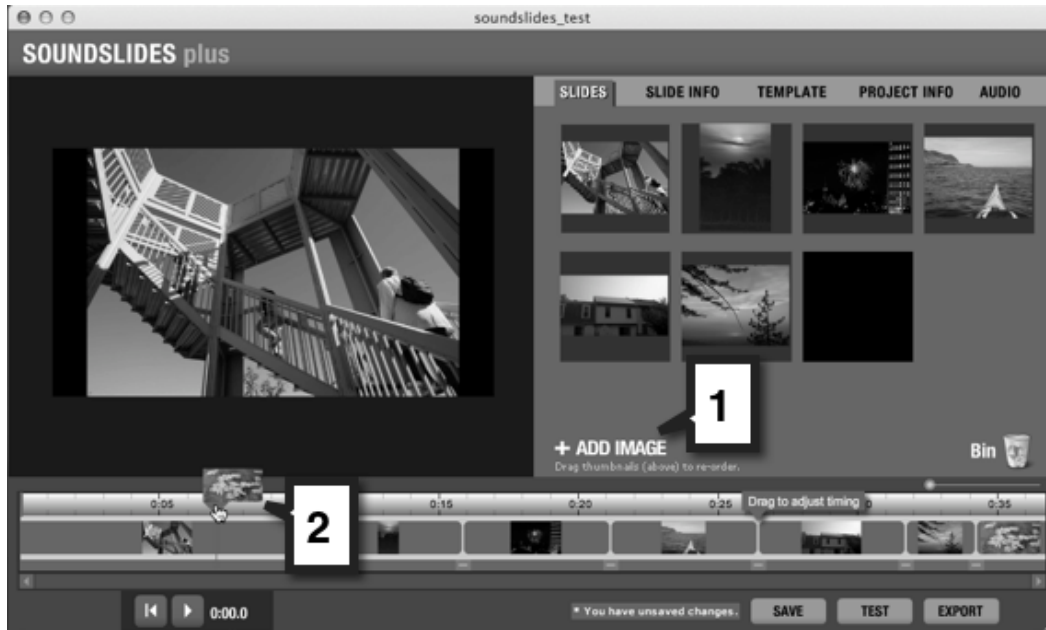 soundslides_test
SOUNDSLIDES plus
SLIDES SLIDE INFO TEMPLATE PROJECT INFO AUDIO
1
+ ADD IMAGE
Drag thumbnails (above) to re-order.
Bin
0:05 0:15 0:25 Drag to adjust timing 0:35
2
0:00.0 * You have unsaved changes. SAVE TEST EXPORT